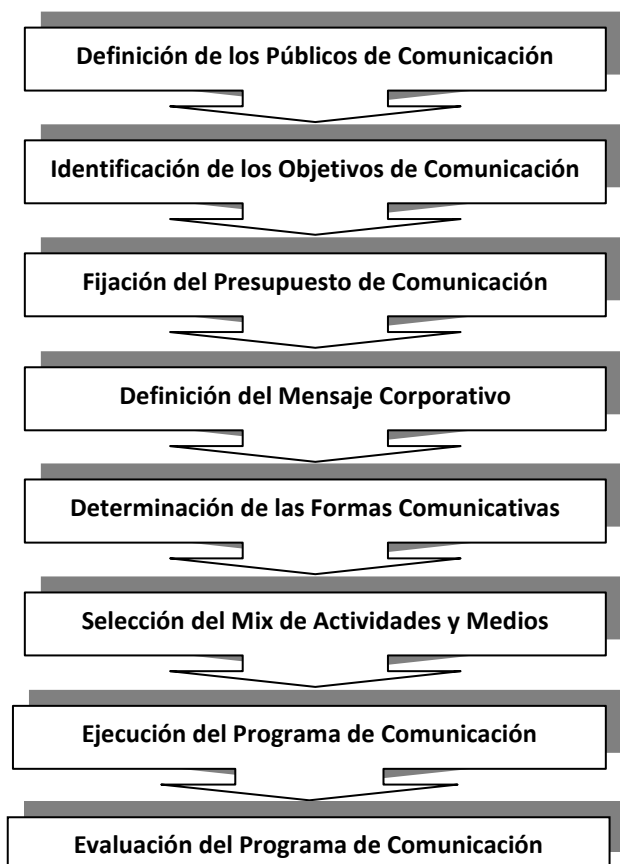 Definición de los Públicos de Comunicación
Identificación de los Objetivos de Comunicación
Fijación del Presupuesto de Comunicación
Definición del Mensaje Corporativo
Determinación de las Formas Comunicativas
Selección del Mix de Actividades y Medios
Ejecución del Programa de Comunicación
Evaluación del Programa de Comunicación